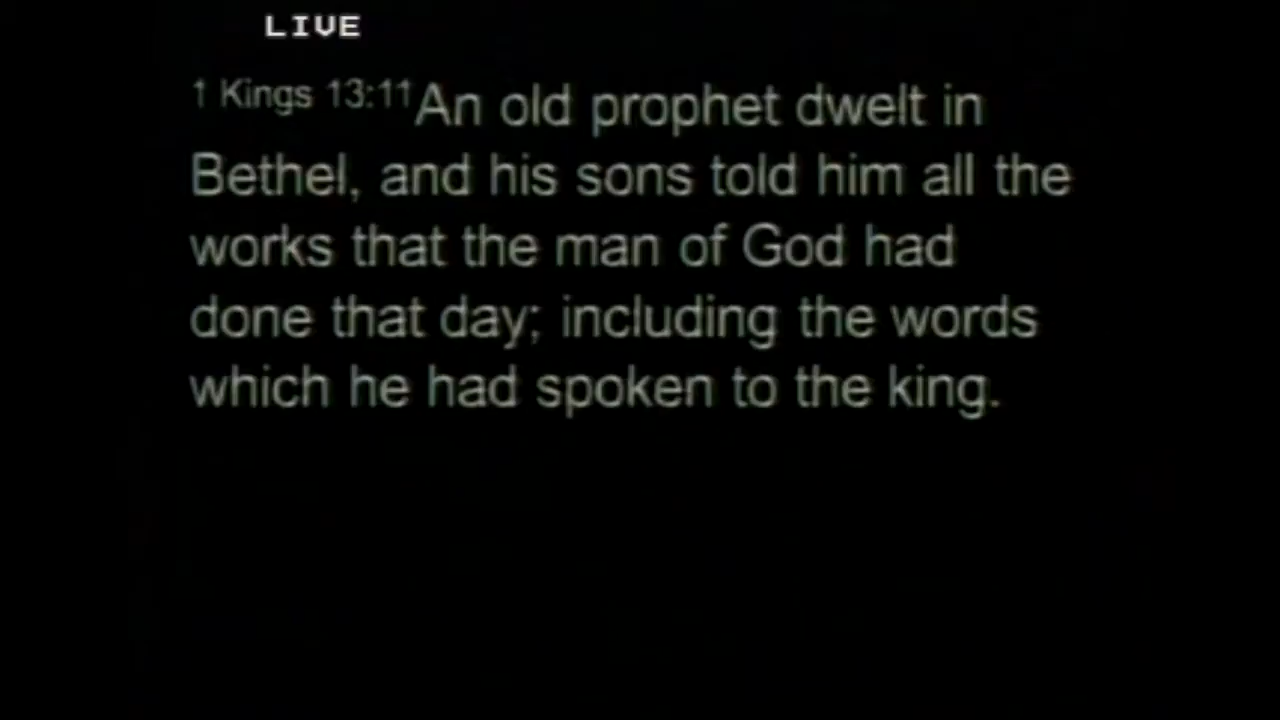 LIVE
1 Kings 13:11 An old prophet dwelt in
Bethel, and his sons told him all the
works that the man of God had
done that day; including the words
which he had spoken to the king.